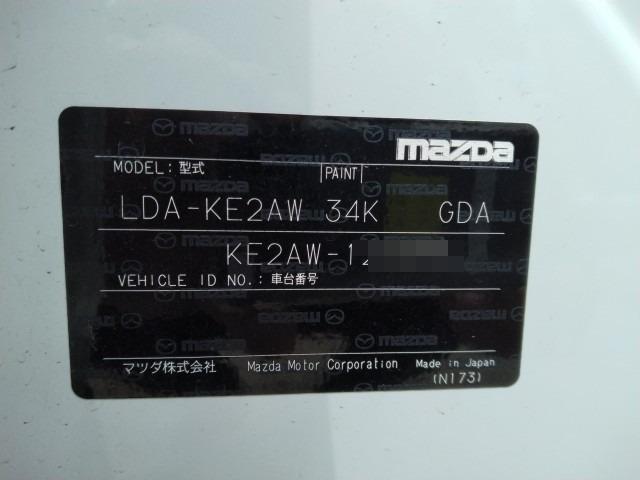 mazda
MODEL: 型式 PAINT
LDA-KE2AW 34K GDA
KE2AW-12
VEHICLE ID NO.: 車台番号
マツダ株式会社 Mazda Motor Corporation Made in Japan
(N173)